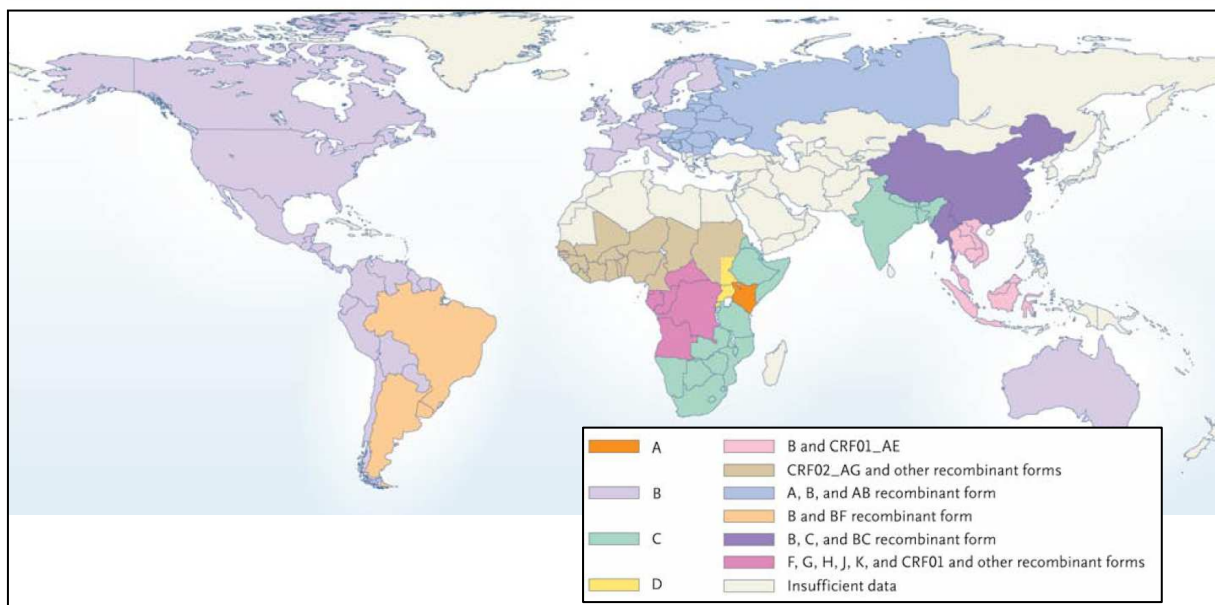 A
B
C
D
B and CRF01_AE
CRF02_AG and other recombinant forms
A, B, and AB recombinant form
B and BF recombinant form
B, C, and BC recombinant form
F, G, H, J, K, and CRF01 and other recombinant forms
Insufficient data